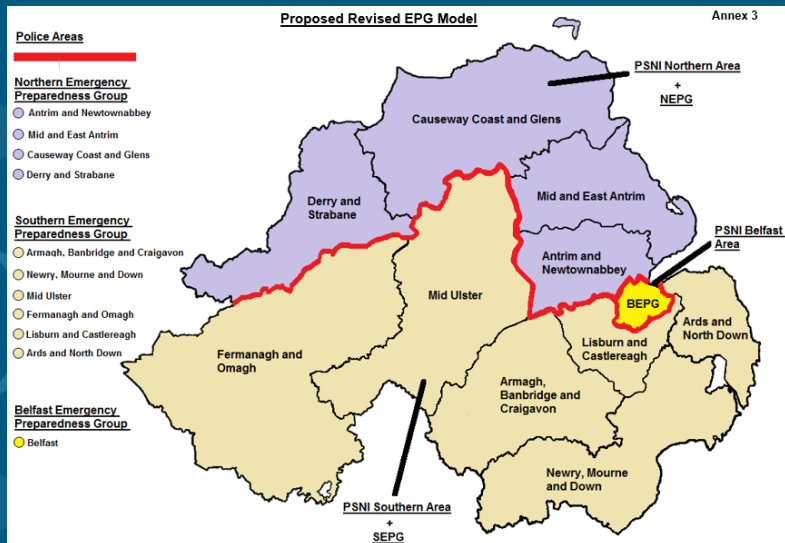 Proposed Revised EPG Model
Annex 3
Police Areas
Northern Emergency
Preparedness Group
Antrim and Newtownabbey
Mid and East Antrim
Causeway Coast and Glens
Derry and Strabane
Southern Emergency
Preparedness Group
Armagh, Banbridge and Craigavon
Newry, Mourne and Down
Mid Ulster
Fermanagh and Omagh
Lisburn and Castlereagh
Ards and North Down
Belfast Emergency
Preparedness Group
Belfast
PSNI Northern Area
+
NEPG
Causeway Coast and Glens
Derry and
Strabane
Mid and East Antrim
PSNI Belfast
Area
Antrim and
Newtownabbey
Mid Ulster
BEPG
Ards and
North Down
Lisburn and
Castlereagh
Fermanagh and
Omagh
Armagh,
Banbridge and
Craigavon
Newry, Mourne
and Down
PSNI Southern Area
+
SEPG